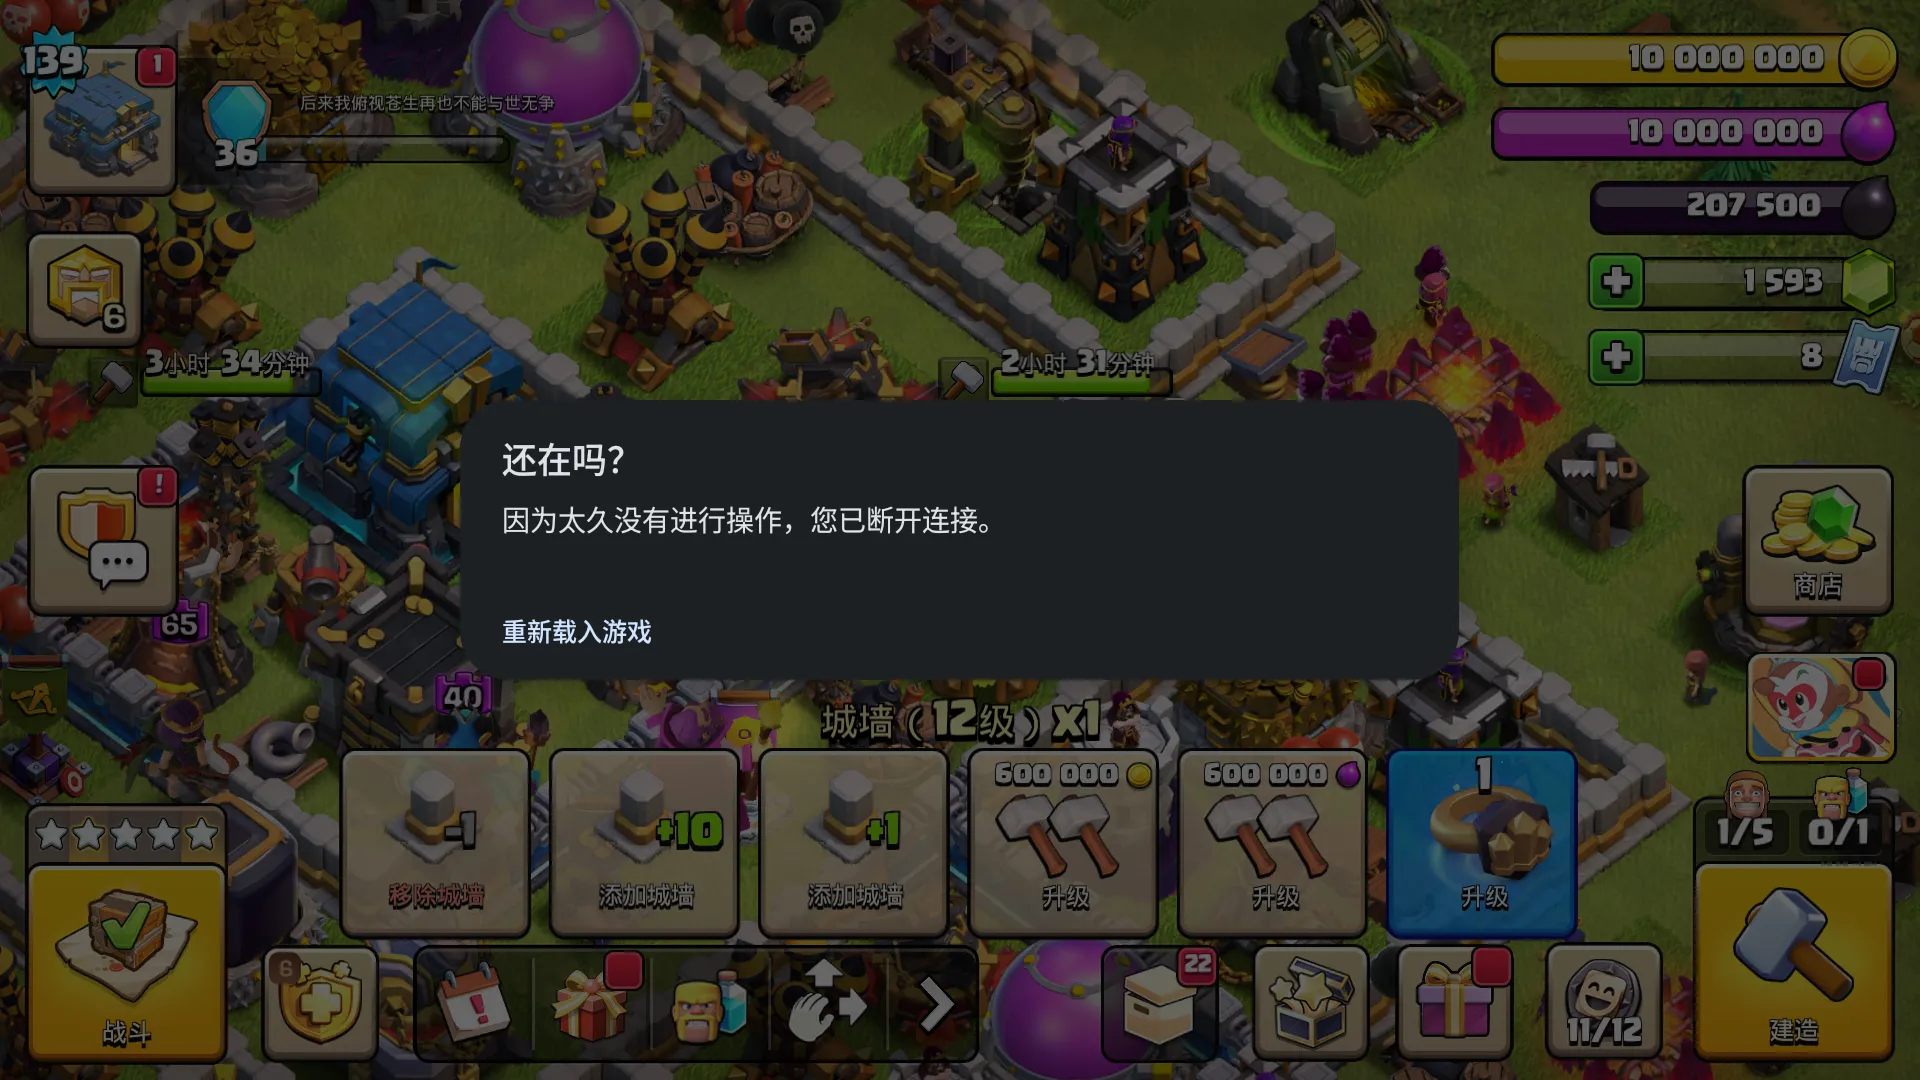 139
1
后来我俯视苍生再也不能与世无争
36
10 000 000
10 000 000
207 500
1 593
8
6
3小时 34分钟
2小时 31分钟
还在吗?
因为太久没有进行操作，您已断开连接。
重新载入游戏
!
65
40
商店
城墙（12级）x1
-1
移除城墙
+10
添加城墙
+1
添加城墙
600 000
升级
600 000
升级
1
升级
1/5
0/1
战斗
6
22
11/12
建造